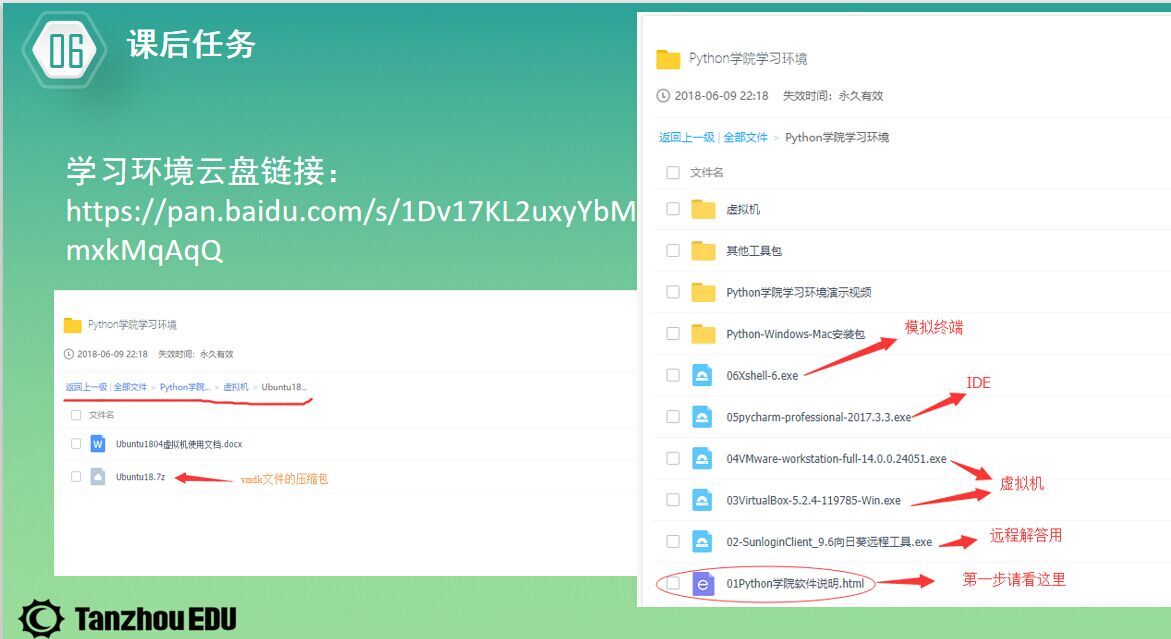 06
课后任务
学习环境云盘链接：
https://pan.baidu.com/s/1Dv17KL2uxyYbM
mxkMqAqQ
Python学院学习环境
2018-06-09 22:18 失效时间：永久有效
返回上一级 | 全部文件 > Python学院... > 虚拟机 > Ubuntu18...
文件名
Ubuntu1804虚拟机使用文档.docx
Ubuntu18.7z vmdk文件的压缩包
Tanzhou EDU
Python学院学习环境
2018-06-09 22:18 失效时间：永久有效
返回上一级 | 全部文件 > Python学院学习环境
文件名
虚拟机
其他工具包
Python学院学习环境演示视频
Python-Windows-Mac安装包
模拟终端
06Xshell-6.exe
IDE
05pycharm-professional-2017.3.3.exe
04VMware-workstation-full-14.0.0.24051.exe
虚拟机
03VirtualBox-5.2.4-119785-Win.exe
02-SunloginClient_9.6向日葵远程工具.exe 远程解答用
01Python学院软件说明.html 第一步请看这里